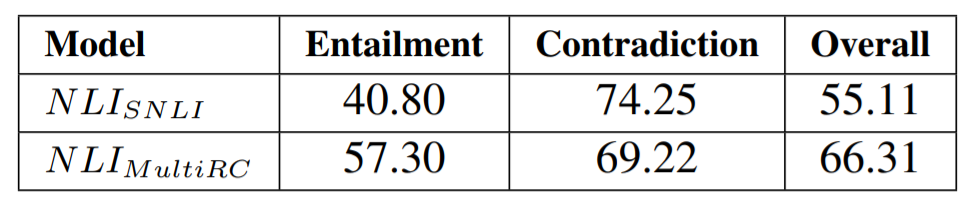 Model Entailment Contradiction Overall
NLI_SNLI 40.80 74.25 55.11
NLI_MultiRC 57.30 69.22 66.31